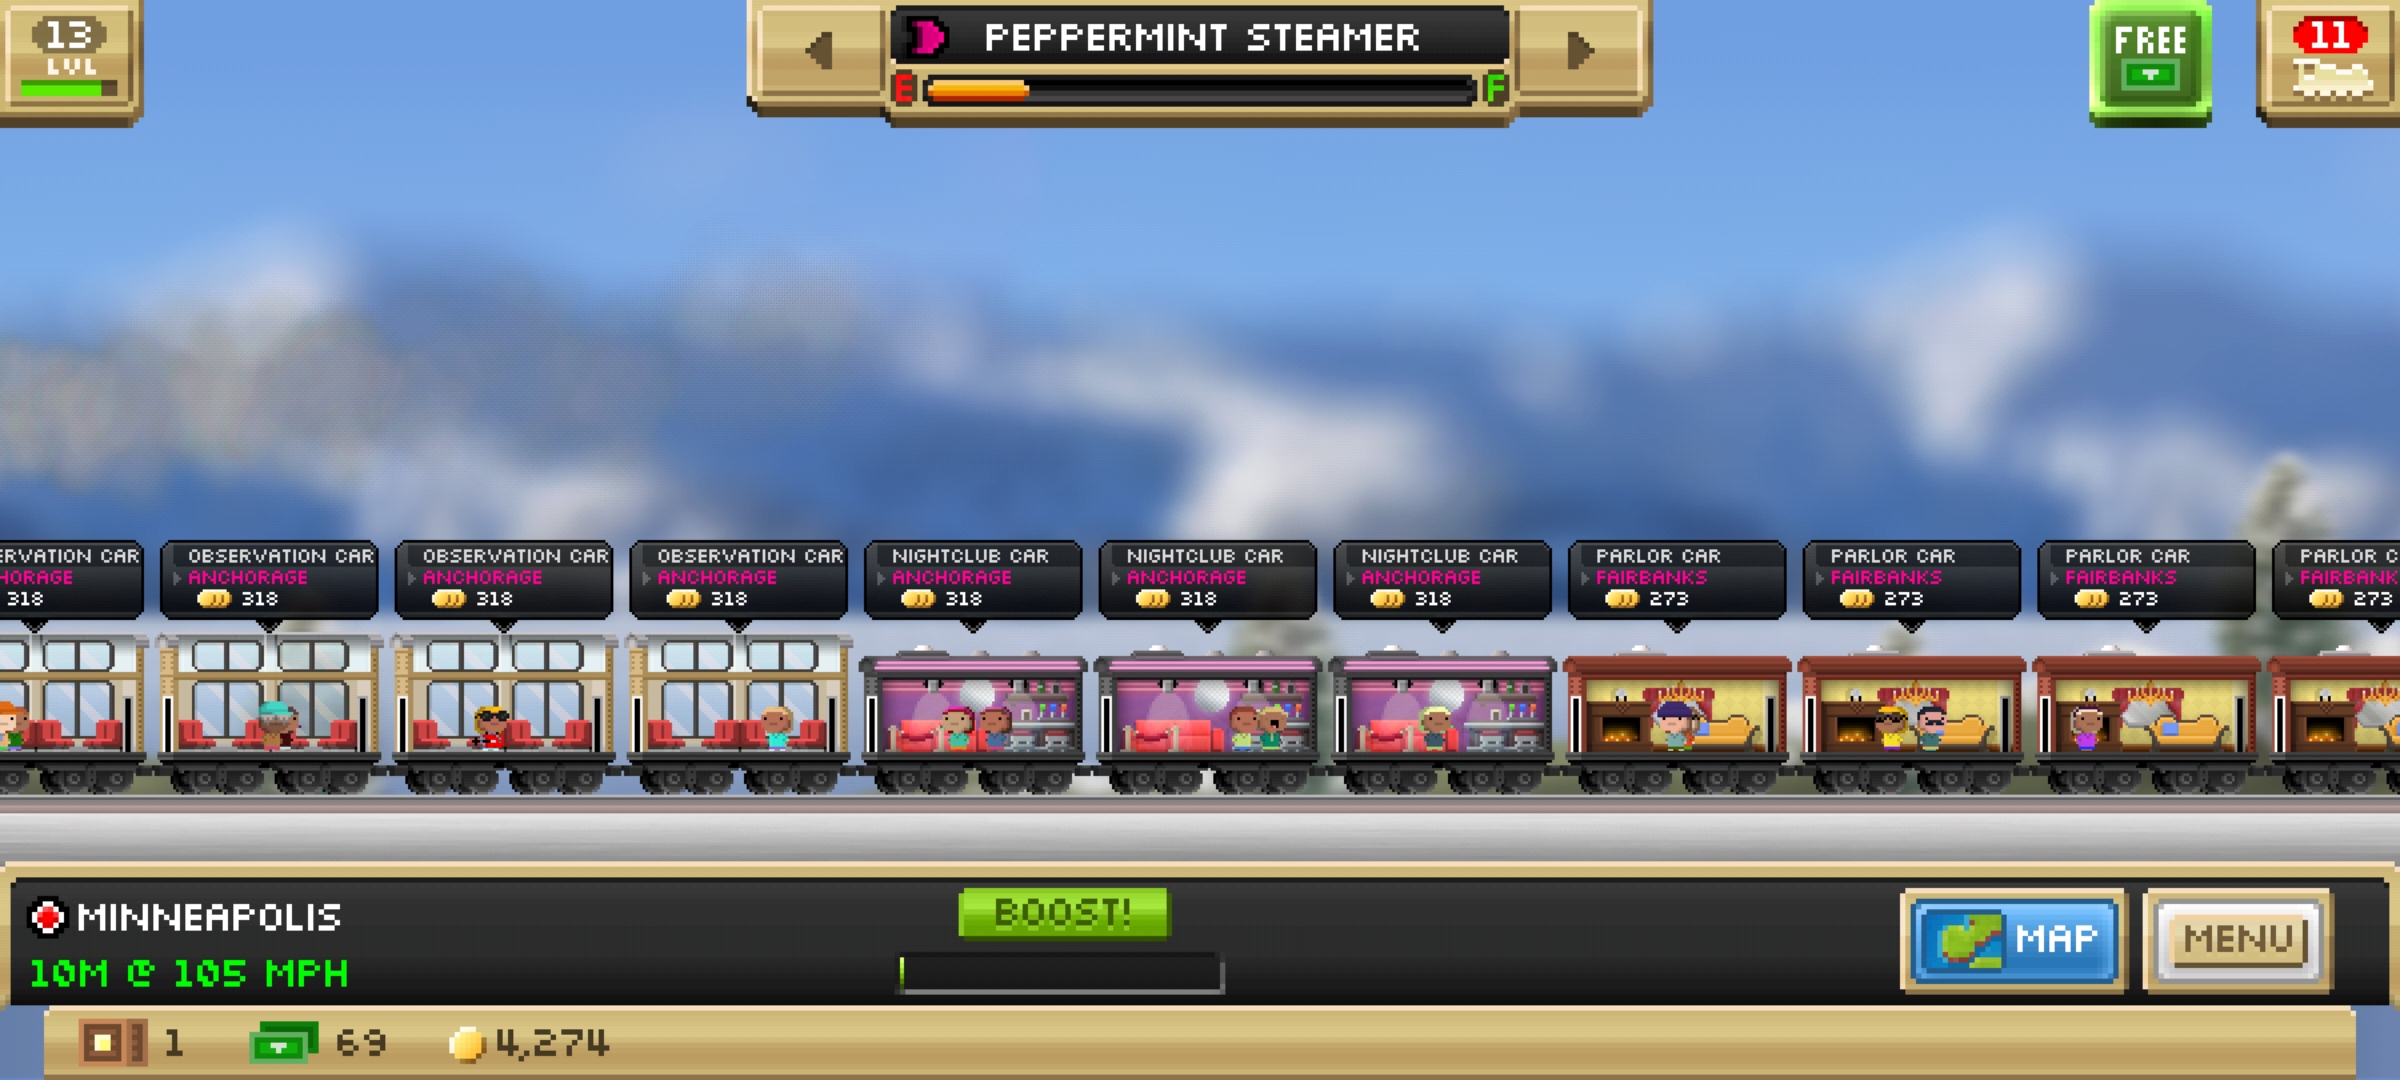 13
LVL
PEPPERMINT STEAMER
E F
FREE
11
ERVATION CAR
HORAGE
318
OBSERVATION CAR
ANCHORAGE
318
OBSERVATION CAR
ANCHORAGE
318
OBSERVATION CAR
ANCHORAGE
318
NIGHTCLUB CAR
ANCHORAGE
318
NIGHTCLUB CAR
ANCHORAGE
318
NIGHTCLUB CAR
ANCHORAGE
318
PARLOR CAR
FAIRBANKS
273
PARLOR CAR
FAIRBANKS
273
PARLOR CAR
FAIRBANKS
273
PARLOR C
FAIRBANK
273
MINNEAPOLIS
10M @ 105 MPH
BOOST!
MAP
MENU
1 69 4,274